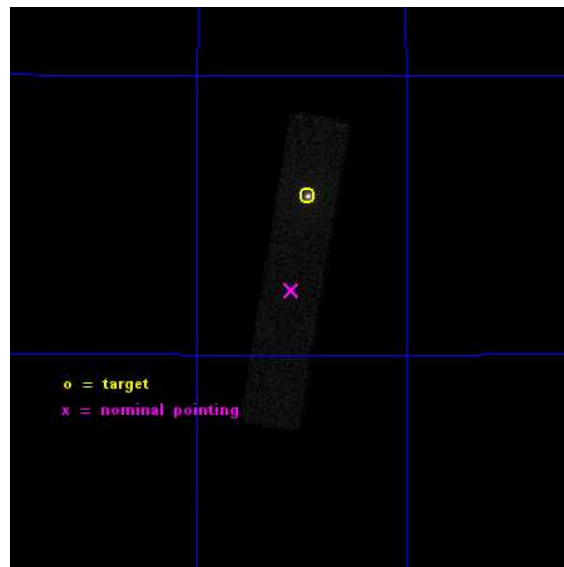 o = target
x = nominal pointing